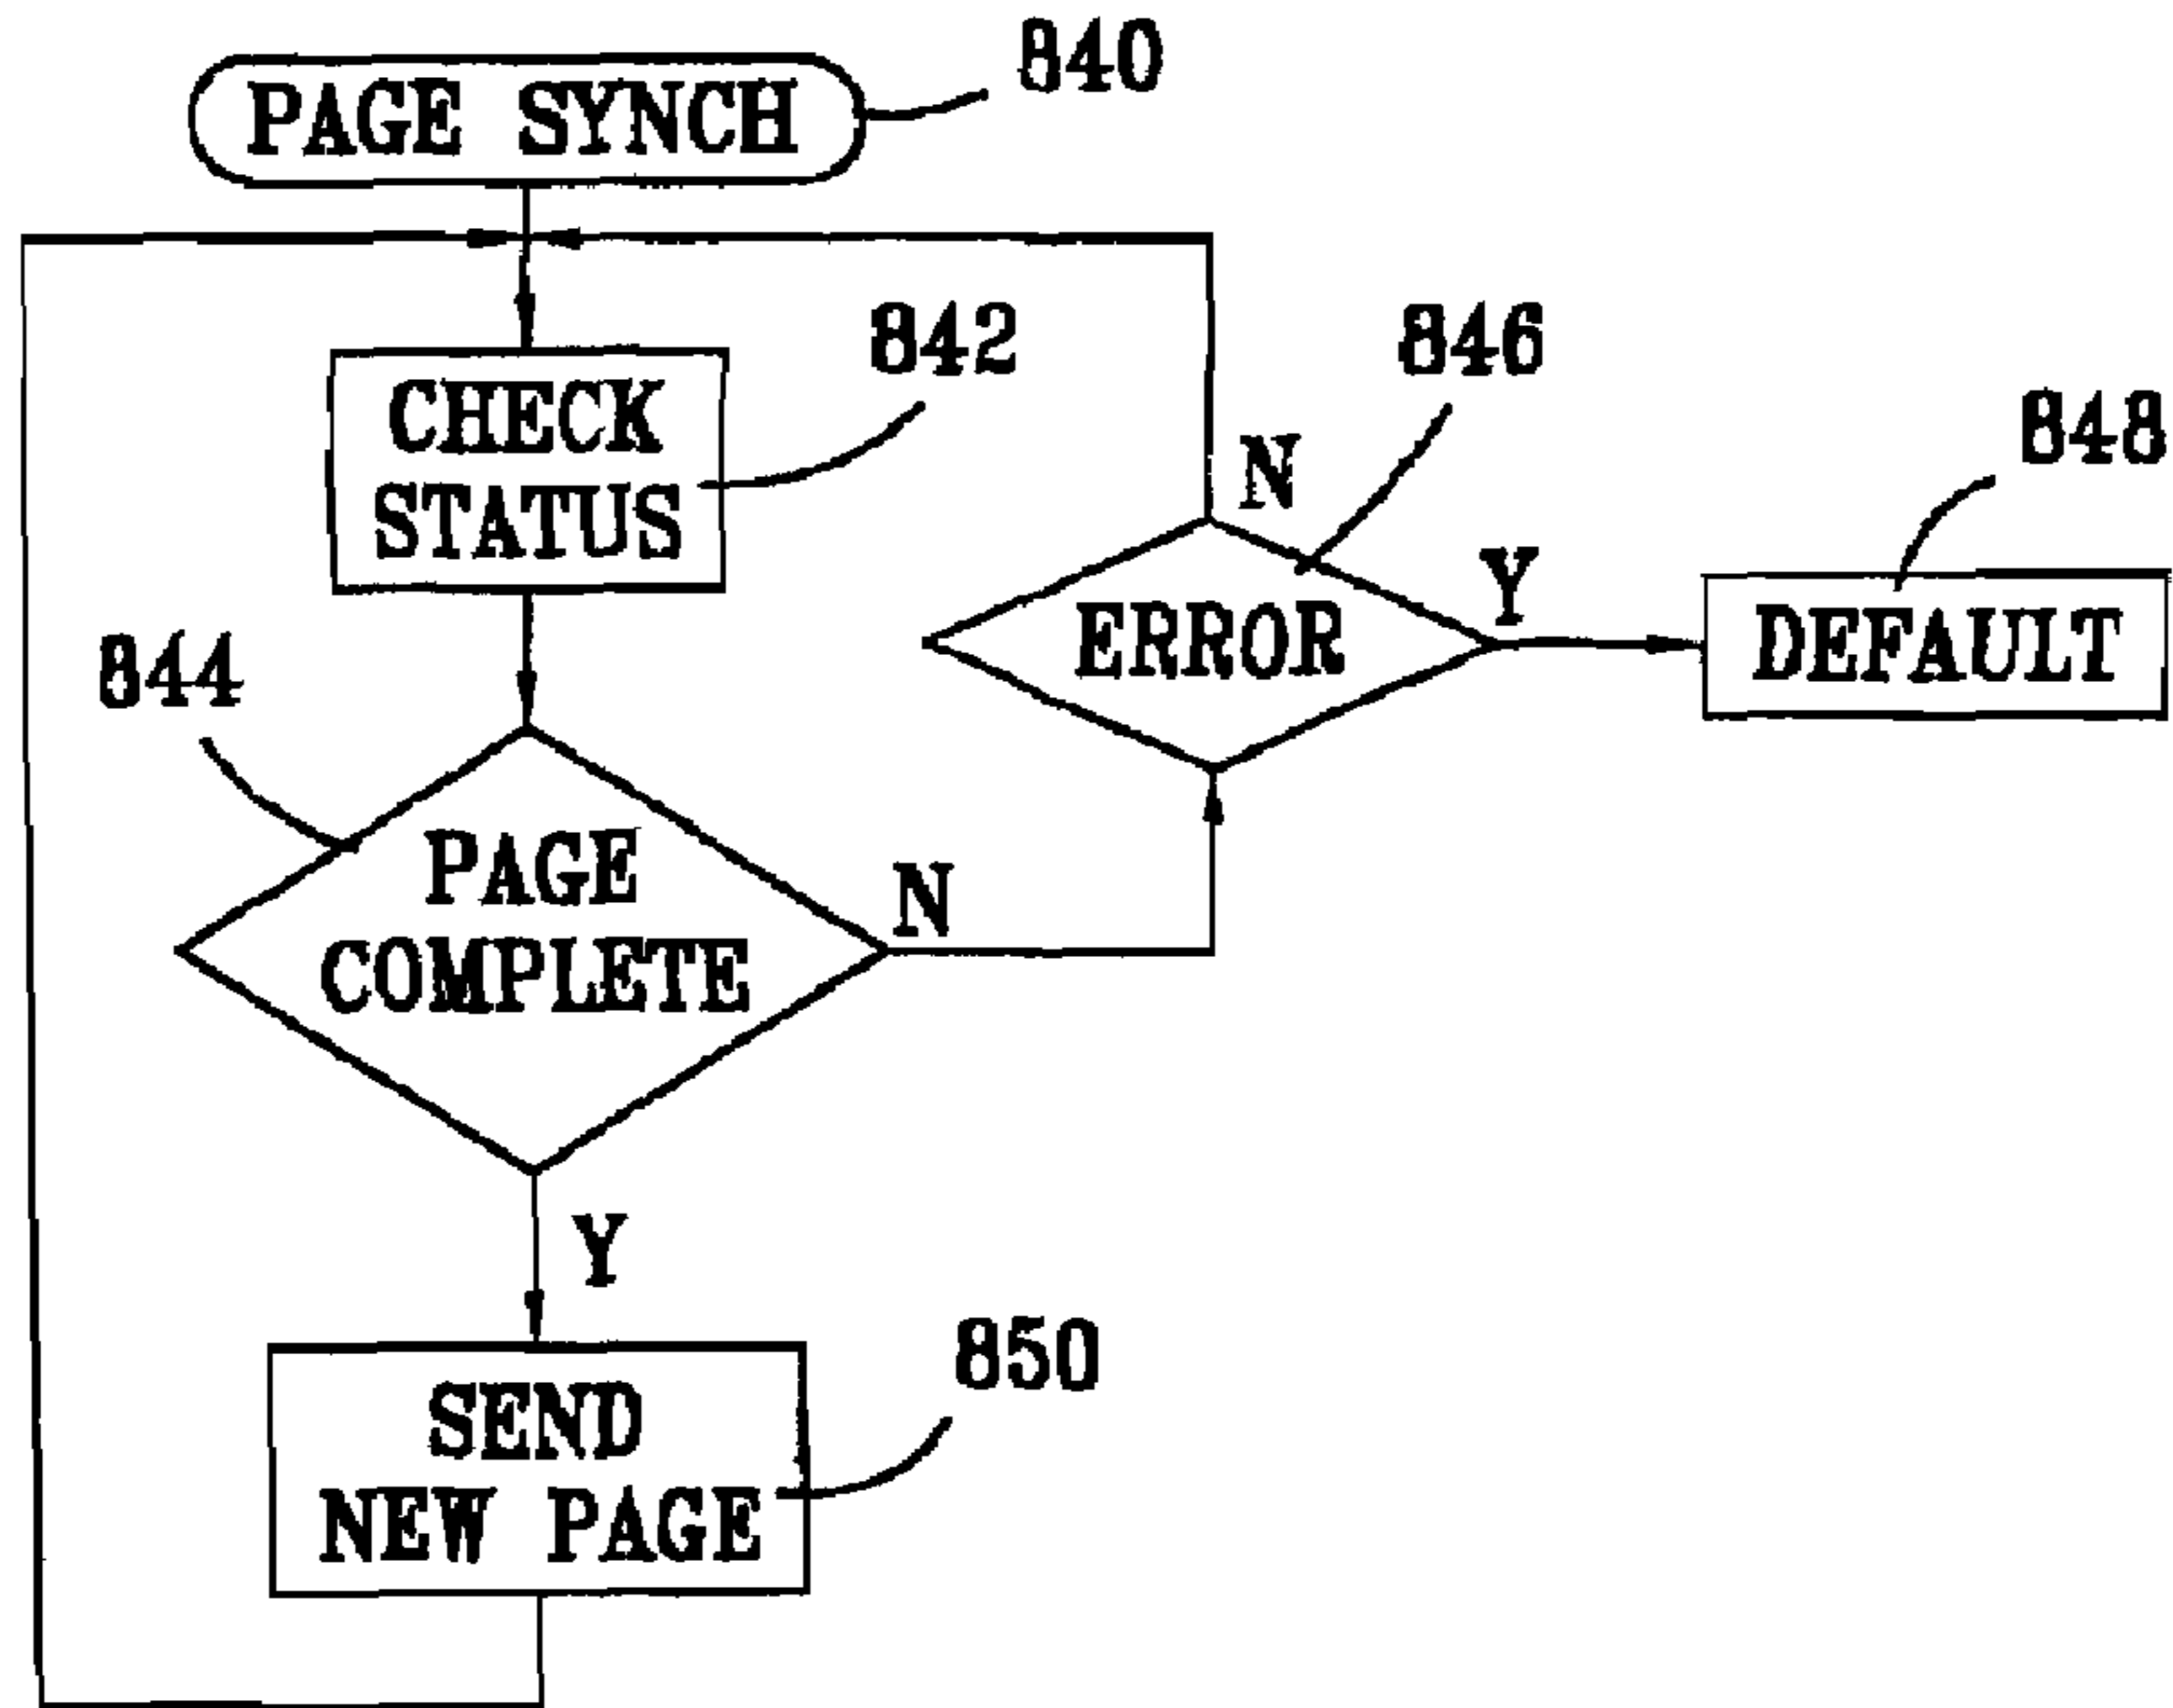 840
PAGE SYNCH
842
846
848
CHECK
STATUS
N
Y
ERROR
DEFAULT
844
PAGE
COMPLETE
N
Y
850
SEND
NEW PAGE